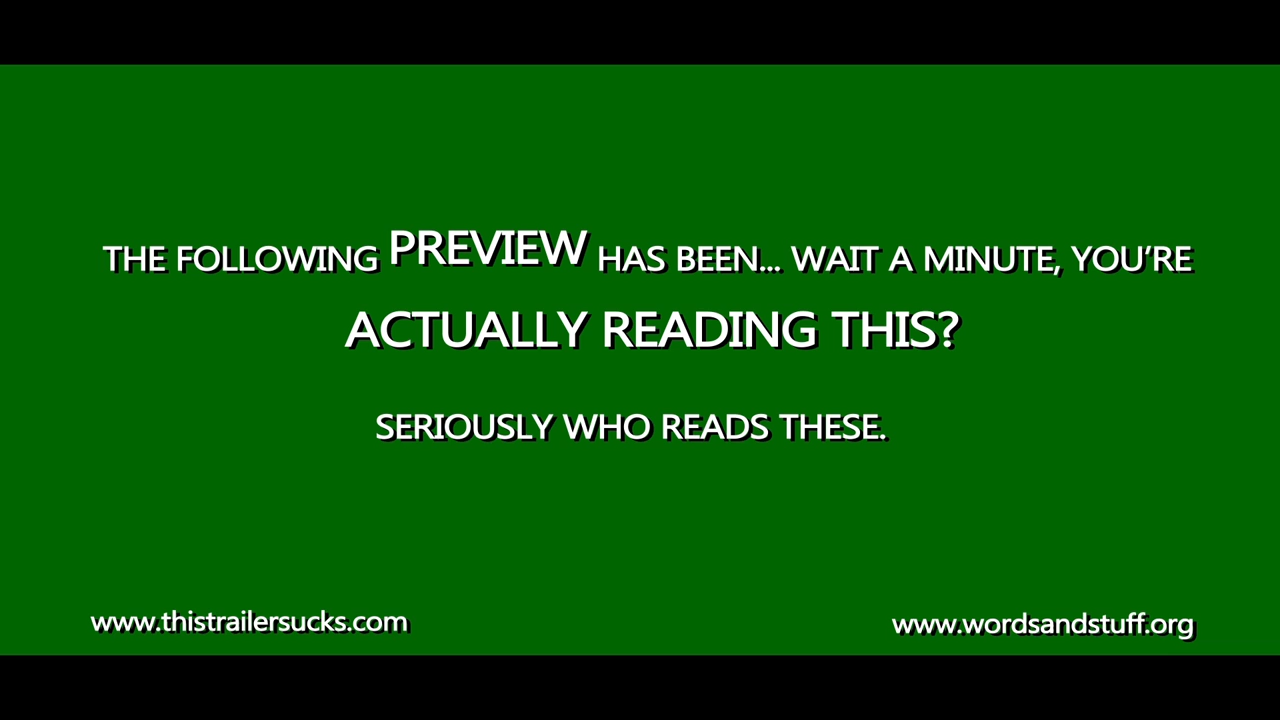 THE FOLLOWING PREVIEW HAS BEEN... WAIT A MINUTE, YOU'RE
ACTUALLY READING THIS?
SERIOUSLY WHO READS THESE.
www.thistrailersucks.com
www.wordsandstuff.org